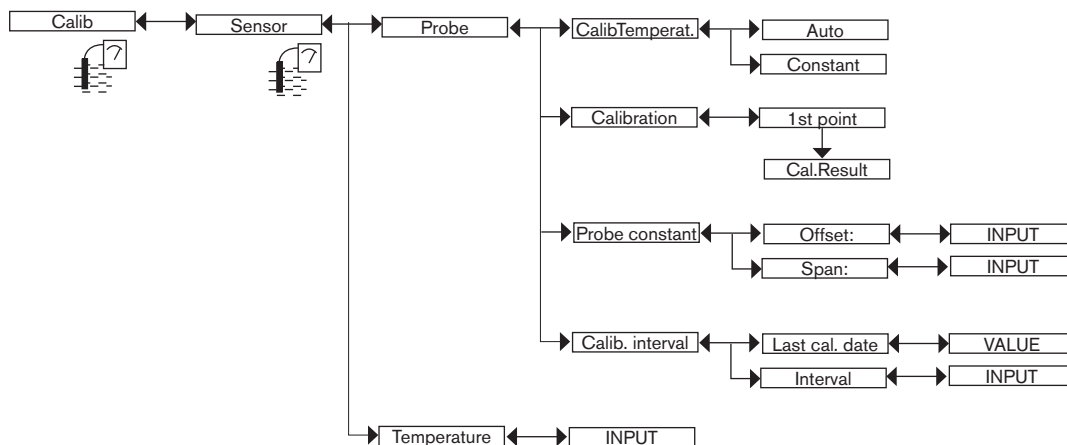 Calib
Sensor
Probe
CalibTemperat.
Auto
Constant
Calibration
1st point
Cal.Result
Probe constant
Offset:
INPUT
Span:
INPUT
Calib. interval
Last cal. date
VALUE
Interval
INPUT
Temperature
INPUT